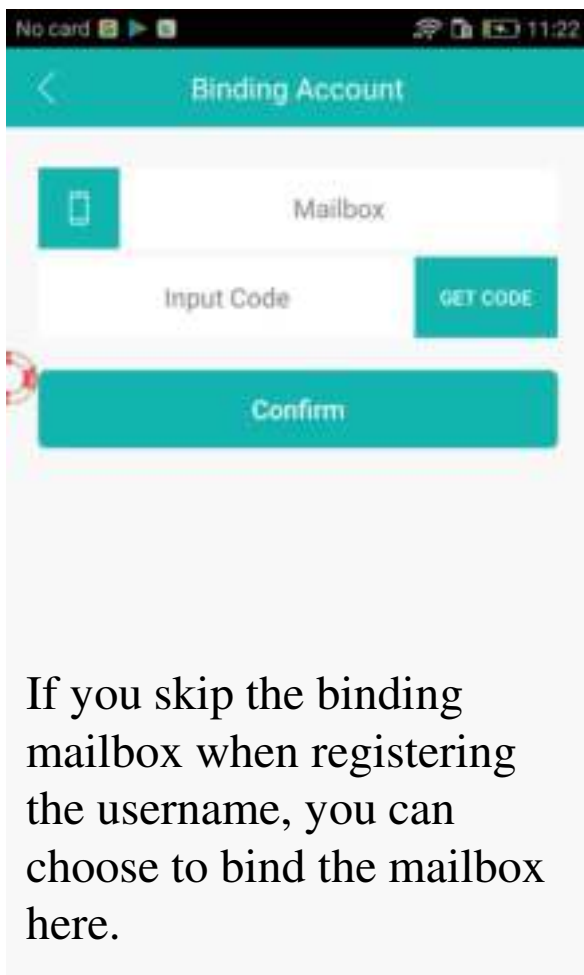 No card 11:22
Binding Account
Mailbox
Input Code GET CODE
Confirm
If you skip the binding
mailbox when registering
the username, you can
choose to bind the mailbox
here.